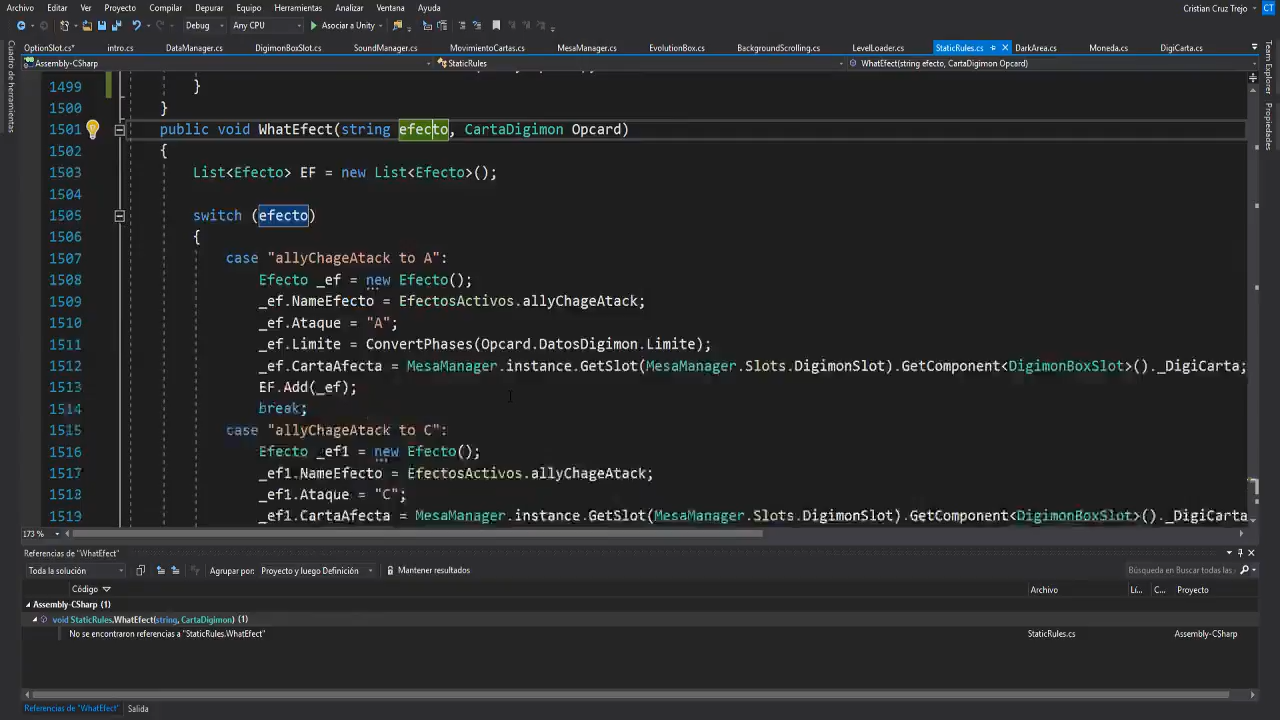 Archivo Editar Ver Proyecto Compilar Depurar Equipo Herramientas Analizar Ventana Ayuda Cristian Cruz Trejo CT
Debug Any CPU Asociar a Unity
OptionSlot.cs* intro.cs DataManager.cs DigimonBoxSlot.cs SoundManager.cs MovimientoCartas.cs MesaManager.cs EvolutionBox.cs BackgroundScrolling.cs LevelLoader.cs StaticRules.cs DarkArea.cs Moneda.cs DigiCarta.cs
Assembly-CSharp StaticRules WhatEfect(string efecto, CartaDigimon Opcard)
Cuadro de herramientas
Team Explorer
Propiedades
1499 }
1500 }
1501 public void WhatEfect(string efecto, CartaDigimon Opcard)
1502 {
1503 List<Efecto> EF = new List<Efecto>();
1504
1505 switch (efecto)
1506 {
1507 case "allyChageAtack to A":
1508 Efecto _ef = new Efecto();
1509 _ef.NameEfecto = EfectosActivos.allyChageAtack;
1510 _ef.Ataque = "A";
1511 _ef.Limite = ConvertPhases(Opcard.DatosDigimon.Limite);
1512 _ef.CartaAfecta = MesaManager.instance.GetSlot(MesaManager.Slots.DigimonSlot).GetComponent<DigimonBoxSlot>()._DigiCarta;
1513 EF.Add(_ef);
1514 break;
1515 case "allyChageAtack to C":
1516 Efecto _ef1 = new Efecto();
1517 _ef1.NameEfecto = EfectosActivos.allyChageAtack;
1518 _ef1.Ataque = "C";
1519 _ef1.CartaAfecta = MesaManager.instance.GetSlot(MesaManager.Slots.DigimonSlot).GetComponent<DigimonBoxSlot>()._DigiCarta
173 %
Referencias de "WhatEfect"
Toda la solución Agrupar por: Proyecto y luego Definición Mantener resultados Búsqueda en Buscar todas las
Código Archivo Lí... C... Proyecto
Assembly-CSharp (1)
void StaticRules.WhatEfect(string, CartaDigimon) (1)
No se encontraron referencias a "StaticRules.WhatEfect" StaticRules.cs Assembly-CSharp
Referencias de "WhatEfect" Salida